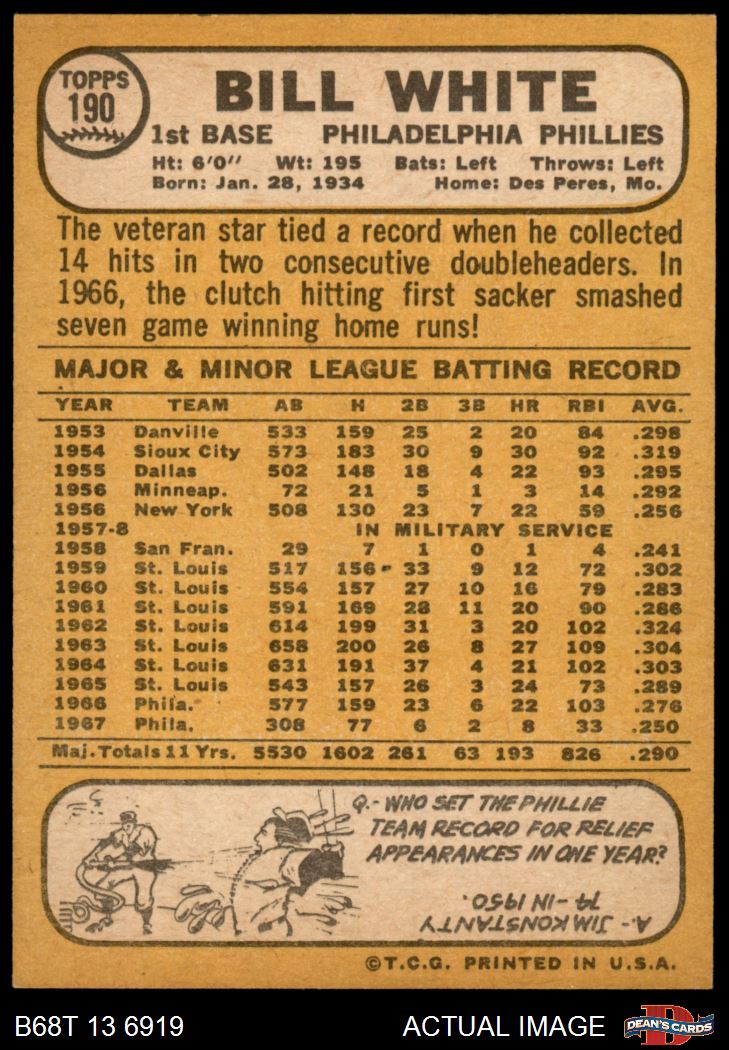 TOPPS
190
BILL WHITE
1st BASE PHILADELPHIA PHILLIES
Ht: 6'0" Wt: 195 Bats: Left Throws: Left
Born: Jan. 28, 1934 Home: Des Peres, Mo.
The veteran star tied a record when he collected
14 hits in two consecutive doubleheaders. In
1966, the clutch hitting first sacker smashed
seven game winning home runs!
MAJOR & MINOR LEAGUE BATTING RECORD
YEAR TEAM AB H 2B 3B HR RBI AVG.
1953 Danville 533 159 25 2 20 84 .298
1954 Sioux City 573 183 30 9 30 92 .319
1955 Dallas 502 148 18 4 22 93 .295
1956 Minneap. 72 21 5 1 3 14 .292
1956 New York 508 130 23 7 22 59 .256
1957-8 IN MILITARY SERVICE
1958 San Fran. 29 7 1 0 1 4 .241
1959 St. Louis 517 156 33 9 12 72 .302
1960 St. Louis 554 157 27 10 16 79 .283
1961 St. Louis 591 169 28 11 20 90 .286
1962 St. Louis 614 199 31 3 20 102 .324
1963 St. Louis 658 200 26 8 27 109 .304
1964 St. Louis 631 191 37 4 21 102 .303
1965 St. Louis 543 157 26 3 24 73 .289
1966 Phila. 577 159 23 6 22 103 .276
1967 Phila. 308 77 6 2 8 33 .250
Maj. Totals 11 Yrs. 5530 1602 261 63 193 826 .290
Q.- WHO SET THE PHILLIE
TEAM RECORD FOR RELIEF
APPEARANCES IN ONE YEAR?
A.- JIM KONSTANTY
74 - IN 1950.
©T.C.G. PRINTED IN U.S.A.
B68T 13 6919 ACTUAL IMAGE
D
DEAN'S CARDS